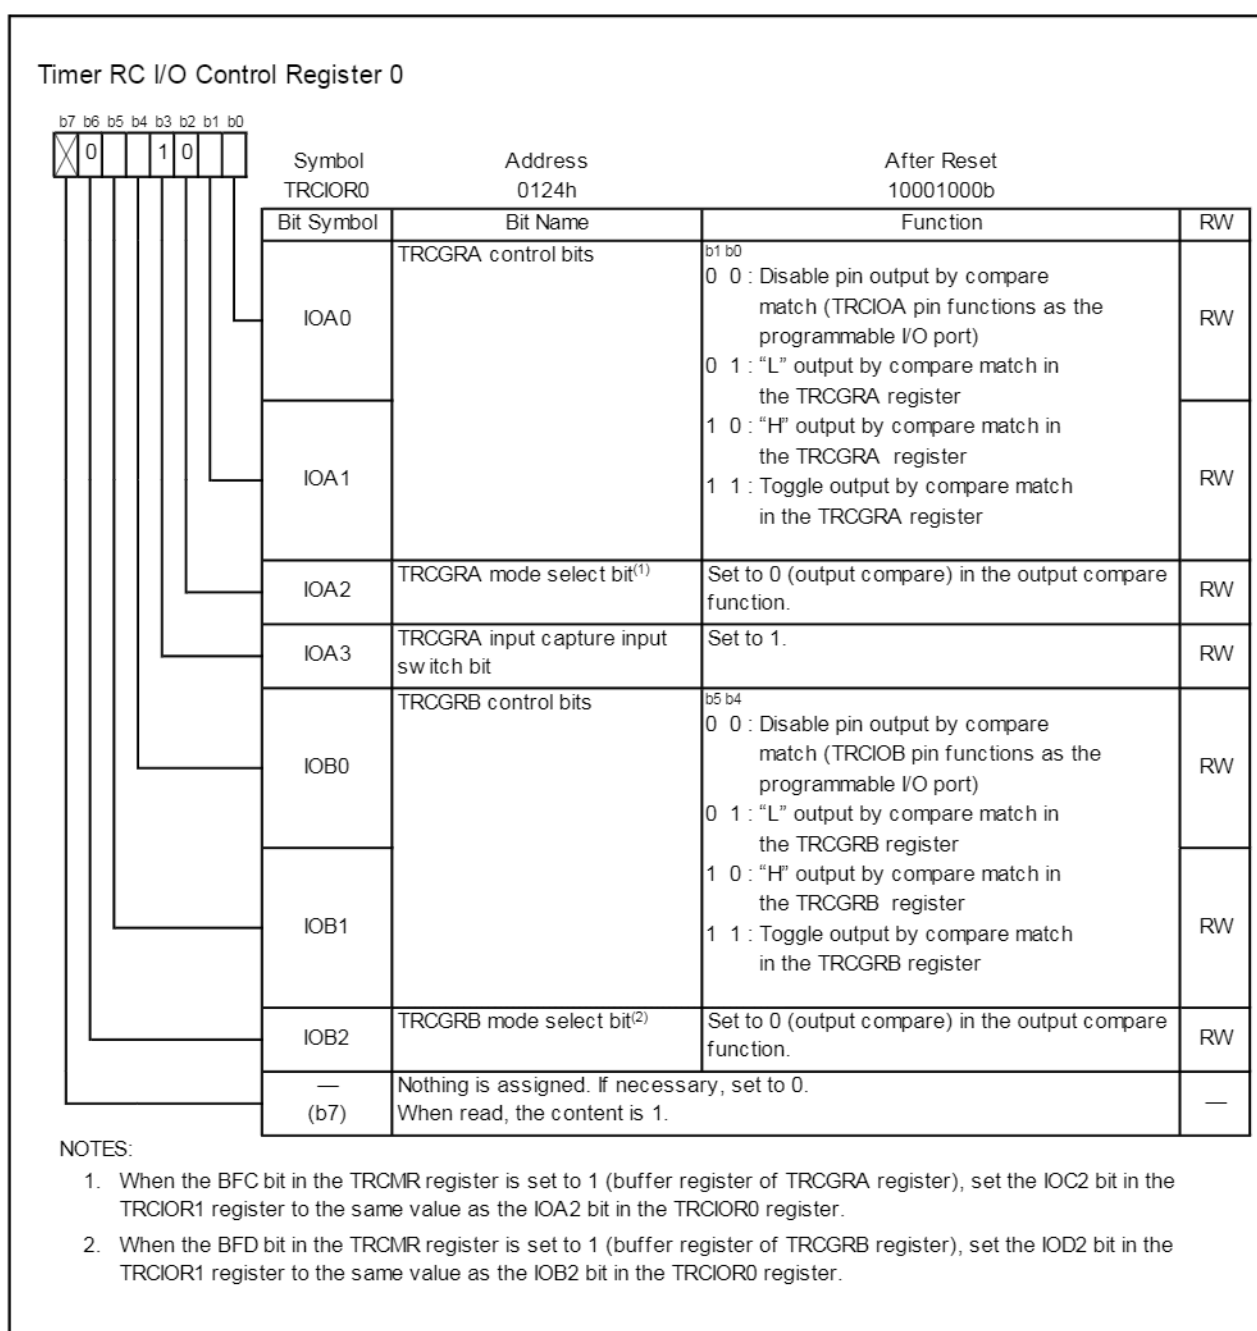 Timer RC I/O Control Register 0
b7 b6 b5 b4 b3 b2 b1 b0
0 1 0
Symbol Address After Reset
TRCIOR0 0124h 10001000b
Bit Symbol Bit Name Function RW
IOA0 TRCGRA control bits b1 b0
0 0 : Disable pin output by compare
match (TRCIOA pin functions as the
programmable I/O port)
RW
0 1 : “L” output by compare match in
the TRCGRA register
IOA1
1 0 : “H” output by compare match in
the TRCGRA register
1 1 : Toggle output by compare match
in the TRCGRA register
RW
IOA2 TRCGRA mode select bit(1) Set to 0 (output compare) in the output compare
function.
RW
IOA3 TRCGRA input capture input
switch bit
Set to 1.
RW
IOB0 TRCGRB control bits b5 b4
0 0 : Disable pin output by compare
match (TRCIOB pin functions as the
programmable I/O port)
RW
0 1 : “L” output by compare match in
the TRCGRB register
IOB1
1 0 : “H” output by compare match in
the TRCGRB register
1 1 : Toggle output by compare match
in the TRCGRB register
RW
IOB2 TRCGRB mode select bit(2) Set to 0 (output compare) in the output compare
function.
RW
—
(b7)
Nothing is assigned. If necessary, set to 0.
When read, the content is 1.
—
NOTES:
1. When the BFC bit in the TRCMR register is set to 1 (buffer register of TRCGRA register), set the IOC2 bit in the
TRCIOR1 register to the same value as the IOA2 bit in the TRCIOR0 register.
2. When the BFD bit in the TRCMR register is set to 1 (buffer register of TRCGRB register), set the IOD2 bit in the
TRCIOR1 register to the same value as the IOB2 bit in the TRCIOR0 register.